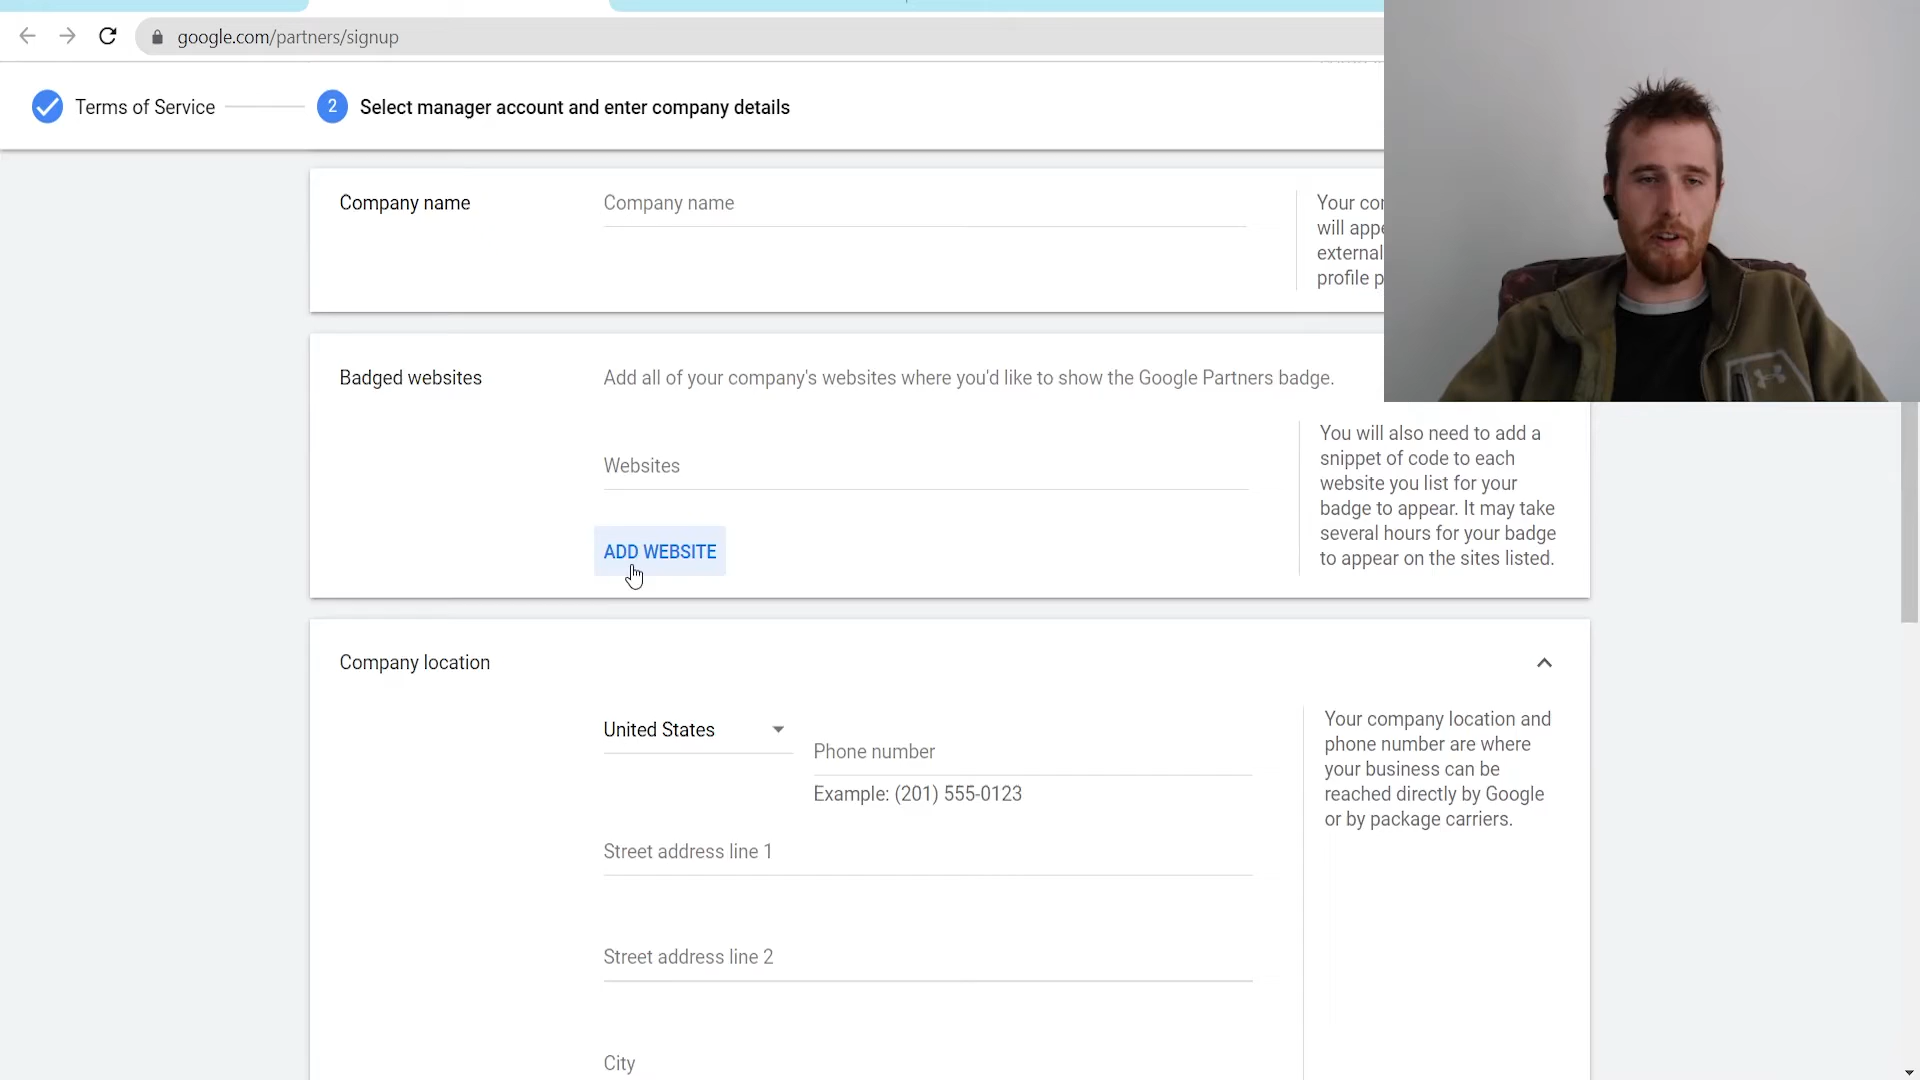 google.com/partners/signup
Terms of Service
2
Select manager account and enter company details
Company name
Company name
Your
will
external
profile
Badged websites
Add all of your company's websites where you'd like to show the Google Partners badge.
Websites
ADD WEBSITE
You will also need to add a
snippet of code to each
website you list for your
badge to appear. It may take
several hours for your badge
to appear on the sites listed.
Company location
United States
Phone number
Example: (201) 555-0123
Street address line 1
Street address line 2
City
Your company location and
phone number are where
your business can be
reached directly by Google
or by package carriers.